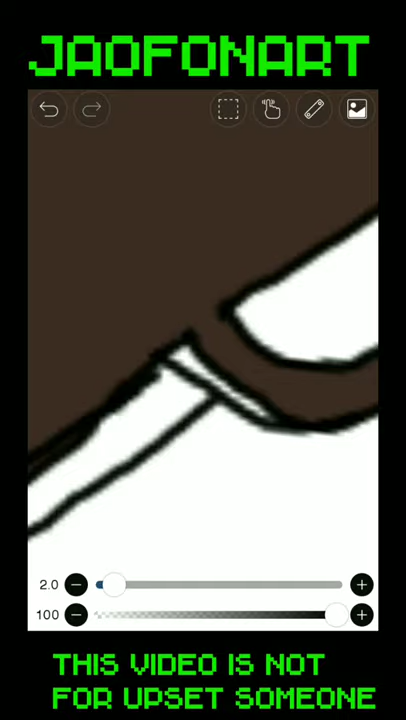 JAOFONART
2.0
100
THIS VIDEO IS NOT
FOR UPSET SOMEONE